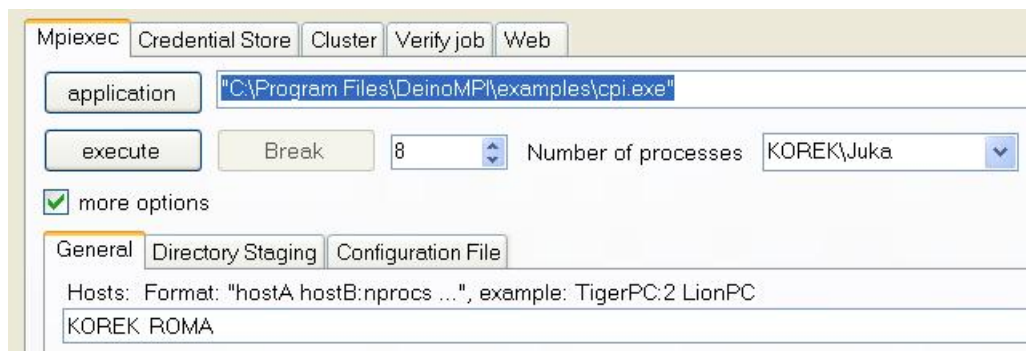 Mpiexec Credential Store Cluster Verify job Web
application "C:\Program Files\DeinoMPI\examples\cpi.exe"
execute Break 8 Number of processes KOREK\Juka
more options
General Directory Staging Configuration File
Hosts: Format: "hostA hostB:nprocs ...", example: TigerPC:2 LionPC
KOREK ROMA